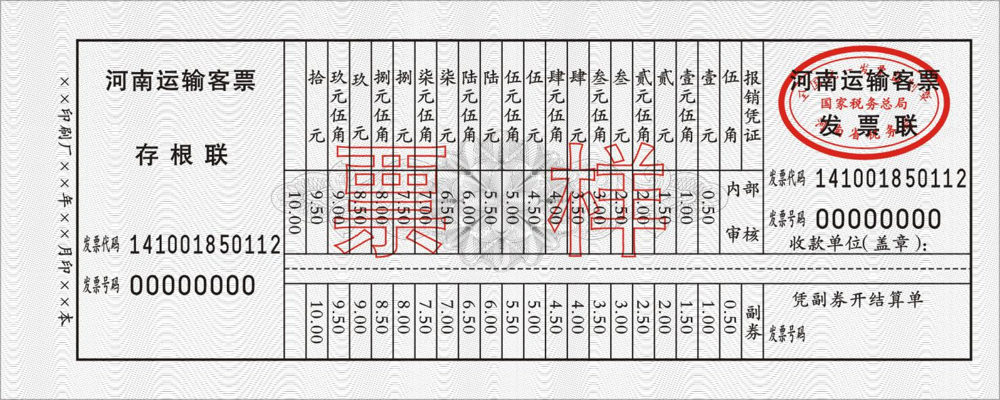 ××印刷厂××年××月印××本
河南运输客票
存根联
发票代码 141001850112
发票号码 00000000
拾元
玖元伍角
玖元
捌元伍角
捌元
柒元伍角
柒元
陆元伍角
陆元
伍元伍角
伍元
肆元伍角
肆元
叁元伍角
叁元
贰元伍角
贰元
壹元伍角
壹元
伍角
报销凭证
10.00
9.50
9.00
8.50
8.00
7.50
7.00
6.50
6.00
5.50
5.00
4.50
4.00
3.50
3.00
2.50
2.00
1.50
1.00
0.50
内部
审核
票样
河南运输客票
发票联
全国统一发票监制章
国家税务总局
河南省税务局
发票代码 141001850112
发票号码 00000000
收款单位(盖章):
10.00
9.50
9.00
8.50
8.00
7.50
7.00
6.50
6.00
5.50
5.00
4.50
4.00
3.50
3.00
2.50
2.00
1.50
1.00
0.50
副券
凭副券开结算单
发票号码